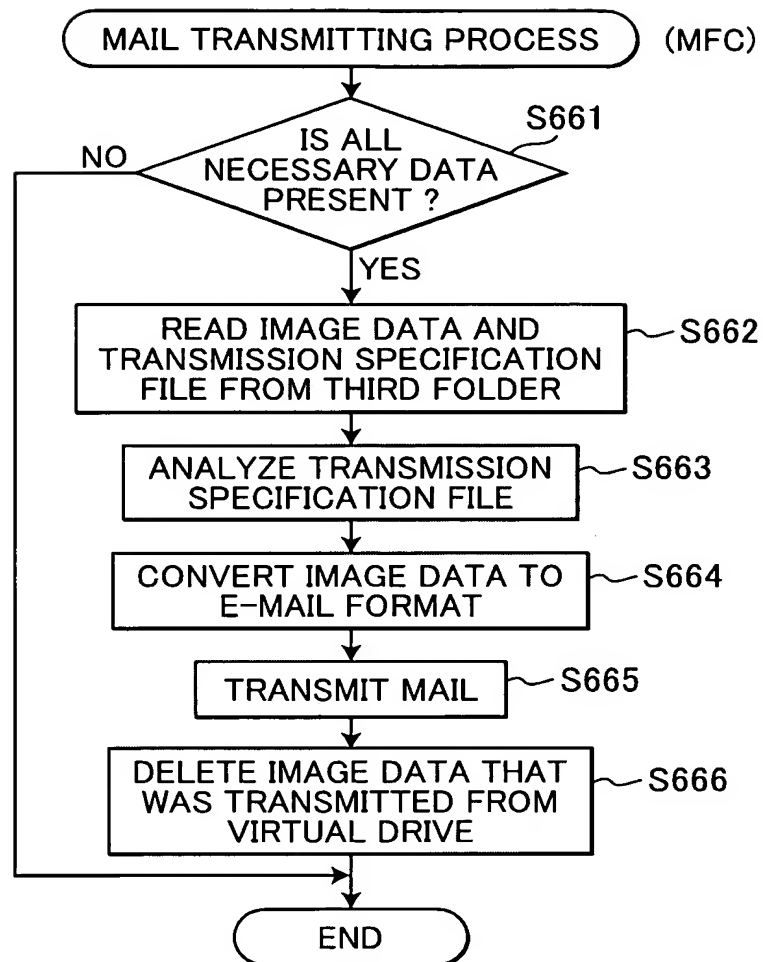 MAIL TRANSMITTING PROCESS (MFC)
S661
IS ALL
NECESSARY DATA
PRESENT ?
NO
YES
READ IMAGE DATA AND
TRANSMISSION SPECIFICATION
FILE FROM THIRD FOLDER
S662
ANALYZE TRANSMISSION
SPECIFICATION FILE
S663
CONVERT IMAGE DATA TO
E-MAIL FORMAT
S664
TRANSMIT MAIL
S665
DELETE IMAGE DATA THAT
WAS TRANSMITTED FROM
VIRTUAL DRIVE
S666
END